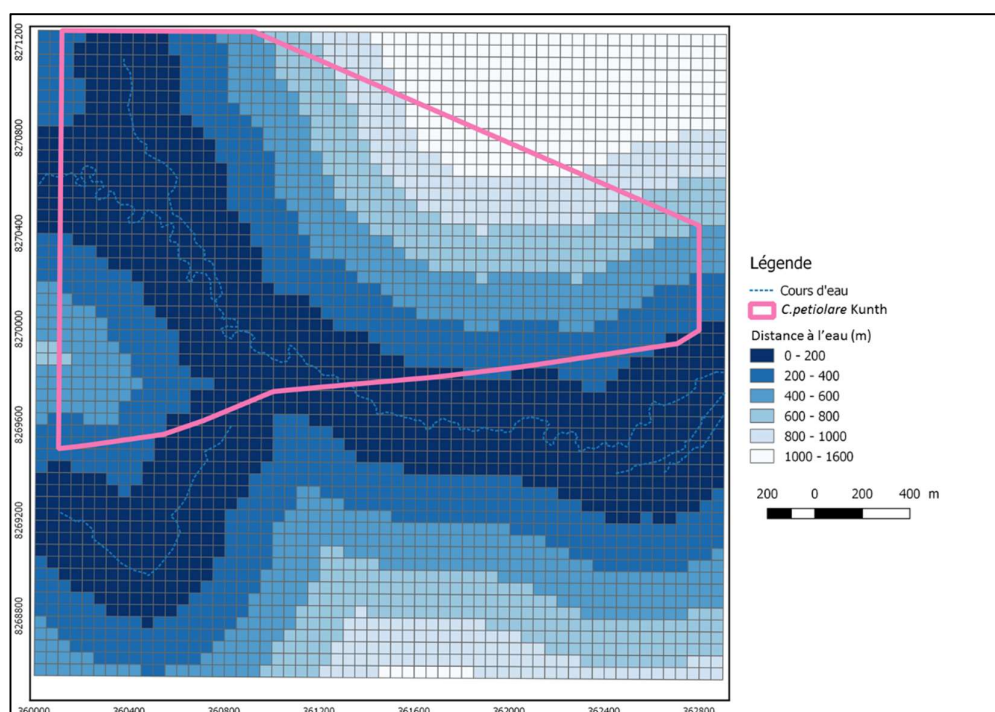 8271200
8270800
8270400
8270000
8269600
8269200
8268800
360000 360400 360800 361200 361600 362000 362400 362800
Légende
Cours d'eau
C.petiolare Kunth
Distance à l'eau (m)
0 - 200
200 - 400
400 - 600
600 - 800
800 - 1000
1000 - 1600
200 0 200 400 m